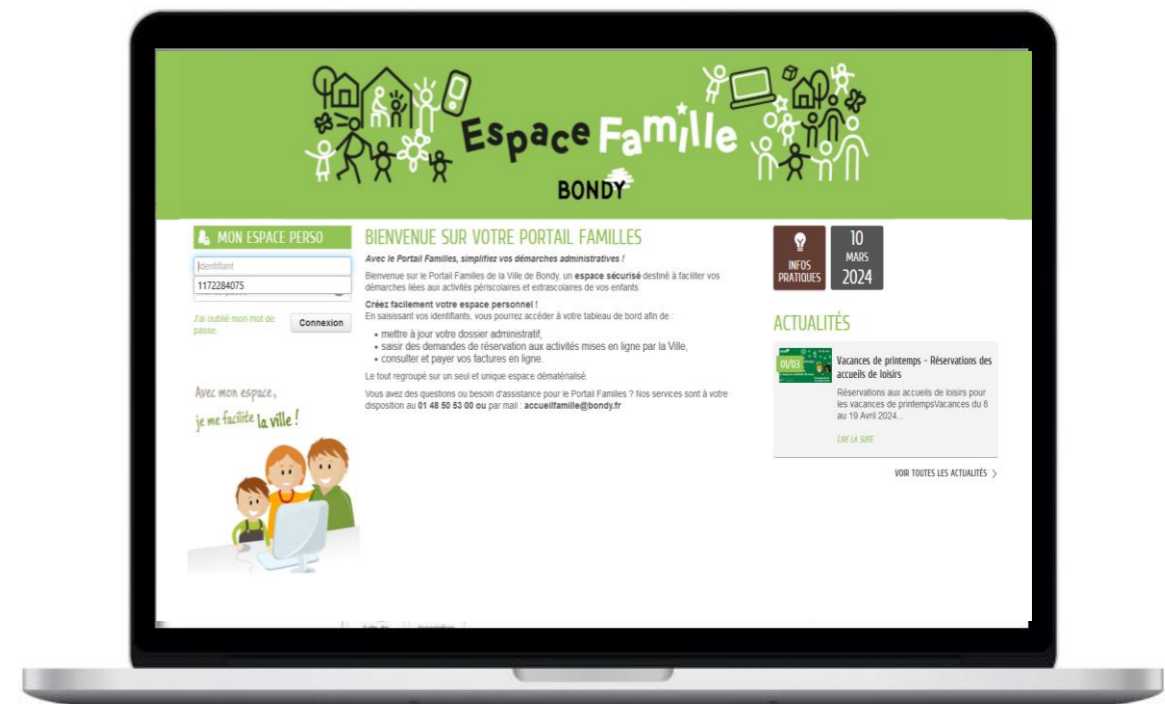 Espace Famille
BONDY
MON ESPACE PERSO
Identifiant
1172284075
J'ai oublié mon mot de
passe.
Connexion
Avec mon espace,
je me facilite la ville !
BIENVENUE SUR VOTRE PORTAIL FAMILLES
Avec le Portail Familles, simplifiez vos démarches administratives !
Bienvenue sur le Portail Familles de la Ville de Bondy, un espace sécurisé destiné à faciliter vos
démarches liées aux activités périscolaires et extrascolaires de vos enfants.
Créez facilement votre espace personnel !
En saisissant vos identifiants, vous pourrez accéder à votre tableau de bord afin de :
• mettre à jour votre dossier administratif,
• saisir des demandes de réservation aux activités mises en ligne par la Ville,
• consulter et payer vos factures en ligne.
Le tout regroupé sur un seul et unique espace dématérialisé.
Vous avez des questions ou besoin d'assistance pour le Portail Familles ? Nos services sont à votre
disposition au 01 48 50 53 00 ou par mail : accueilfamille@bondy.fr
INFOS
PRATIQUES
10
MARS
2024
ACTUALITÉS
01/03
Vacances de printemps - Réservations des
accueils de loisirs
Réservations aux accueils de loisirs pour
les vacances de printempsVacances du 8
au 19 Avril 2024...
LIRE LA SUITE
VOIR TOUTES LES ACTUALITÉS >